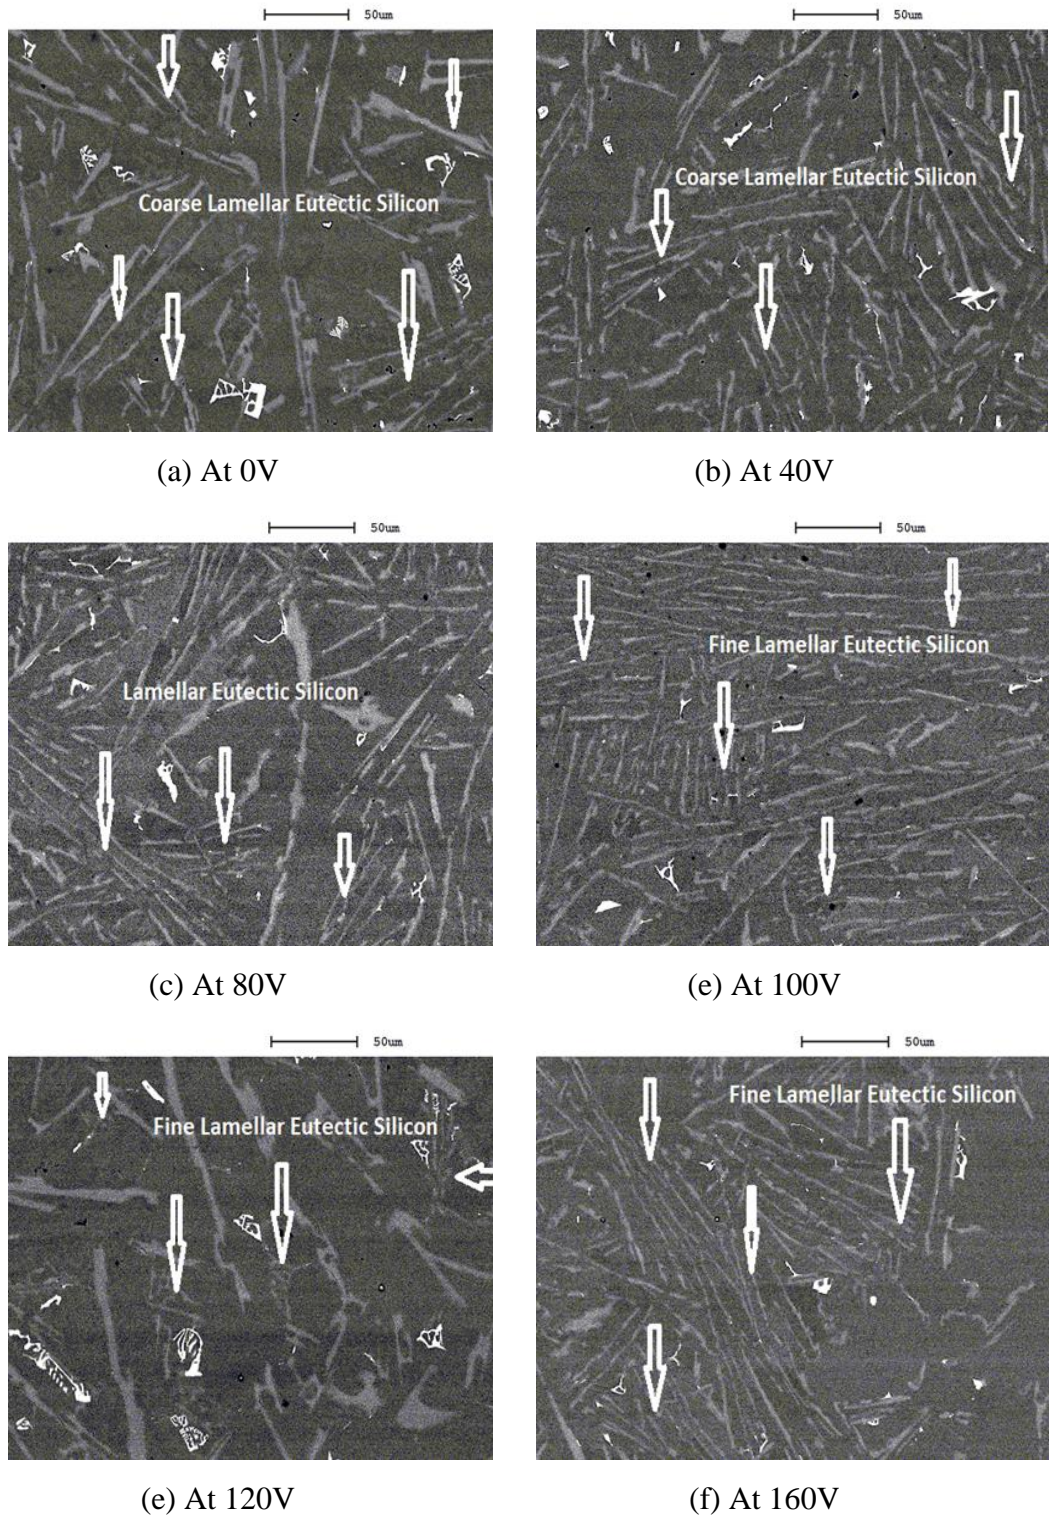 50um
50um
Coarse Lamellar Eutectic Silicon
Coarse Lamellar Eutectic Silicon
(a) At 0V
(b) At 40V
50um
50um
Lamellar Eutectic Silicon
Fine Lamellar Eutectic Silicon
(c) At 80V
(e) At 100V
50um
50um
Fine Lamellar Eutectic Silicon
Fine Lamellar Eutectic Silicon
(e) At 120V
(f) At 160V